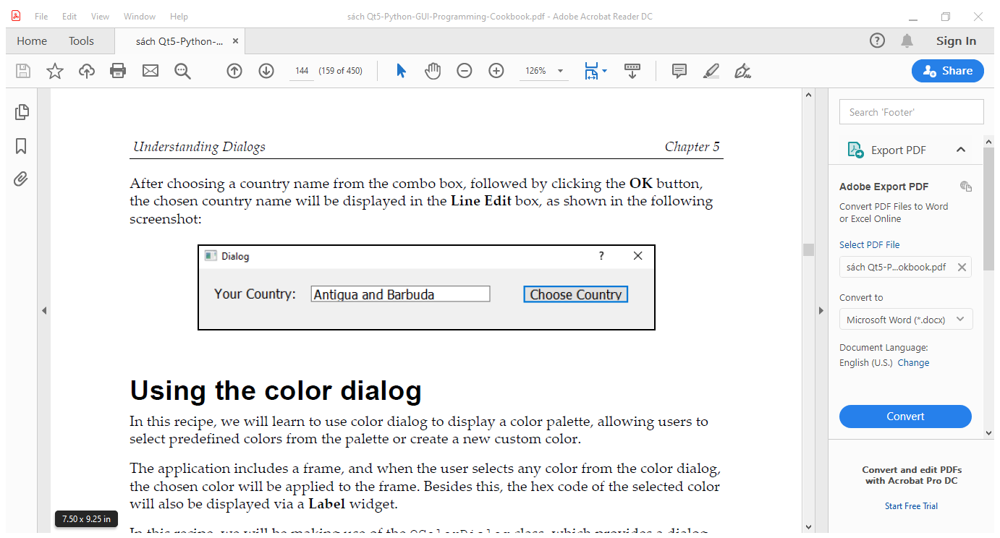 File Edit View Window Help
sách Qt5-Python-GUI-Programming-Cookbook.pdf - Adobe Acrobat Reader DC
Home Tools sách Qt5-Python-... × Sign In
144 (159 of 450) 126% Share
Understanding Dialogs Chapter 5
After choosing a country name from the combo box, followed by clicking the OK button,
the chosen country name will be displayed in the Line Edit box, as shown in the following
screenshot:
Dialog ?
Your Country: Antigua and Barbuda Choose Country
Using the color dialog
In this recipe, we will learn to use color dialog to display a color palette, allowing users to
select predefined colors from the palette or create a new custom color.
The application includes a frame, and when the user selects any color from the color dialog,
the chosen color will be applied to the frame. Besides this, the hex code of the selected color
will also be displayed via a Label widget.
In this recipe, we will be making use of the QColorDialog class, which provides a dialog
7.50 x 9.25 in
Search 'Footer'
Export PDF
Adobe Export PDF
Convert PDF Files to Word
or Excel Online
Select PDF File
sách Qt5-P...okbook.pdf
Convert to
Microsoft Word (*.docx)
Document Language:
English (U.S.) Change
Convert
Convert and edit PDFs
with Acrobat Pro DC
Start Free Trial